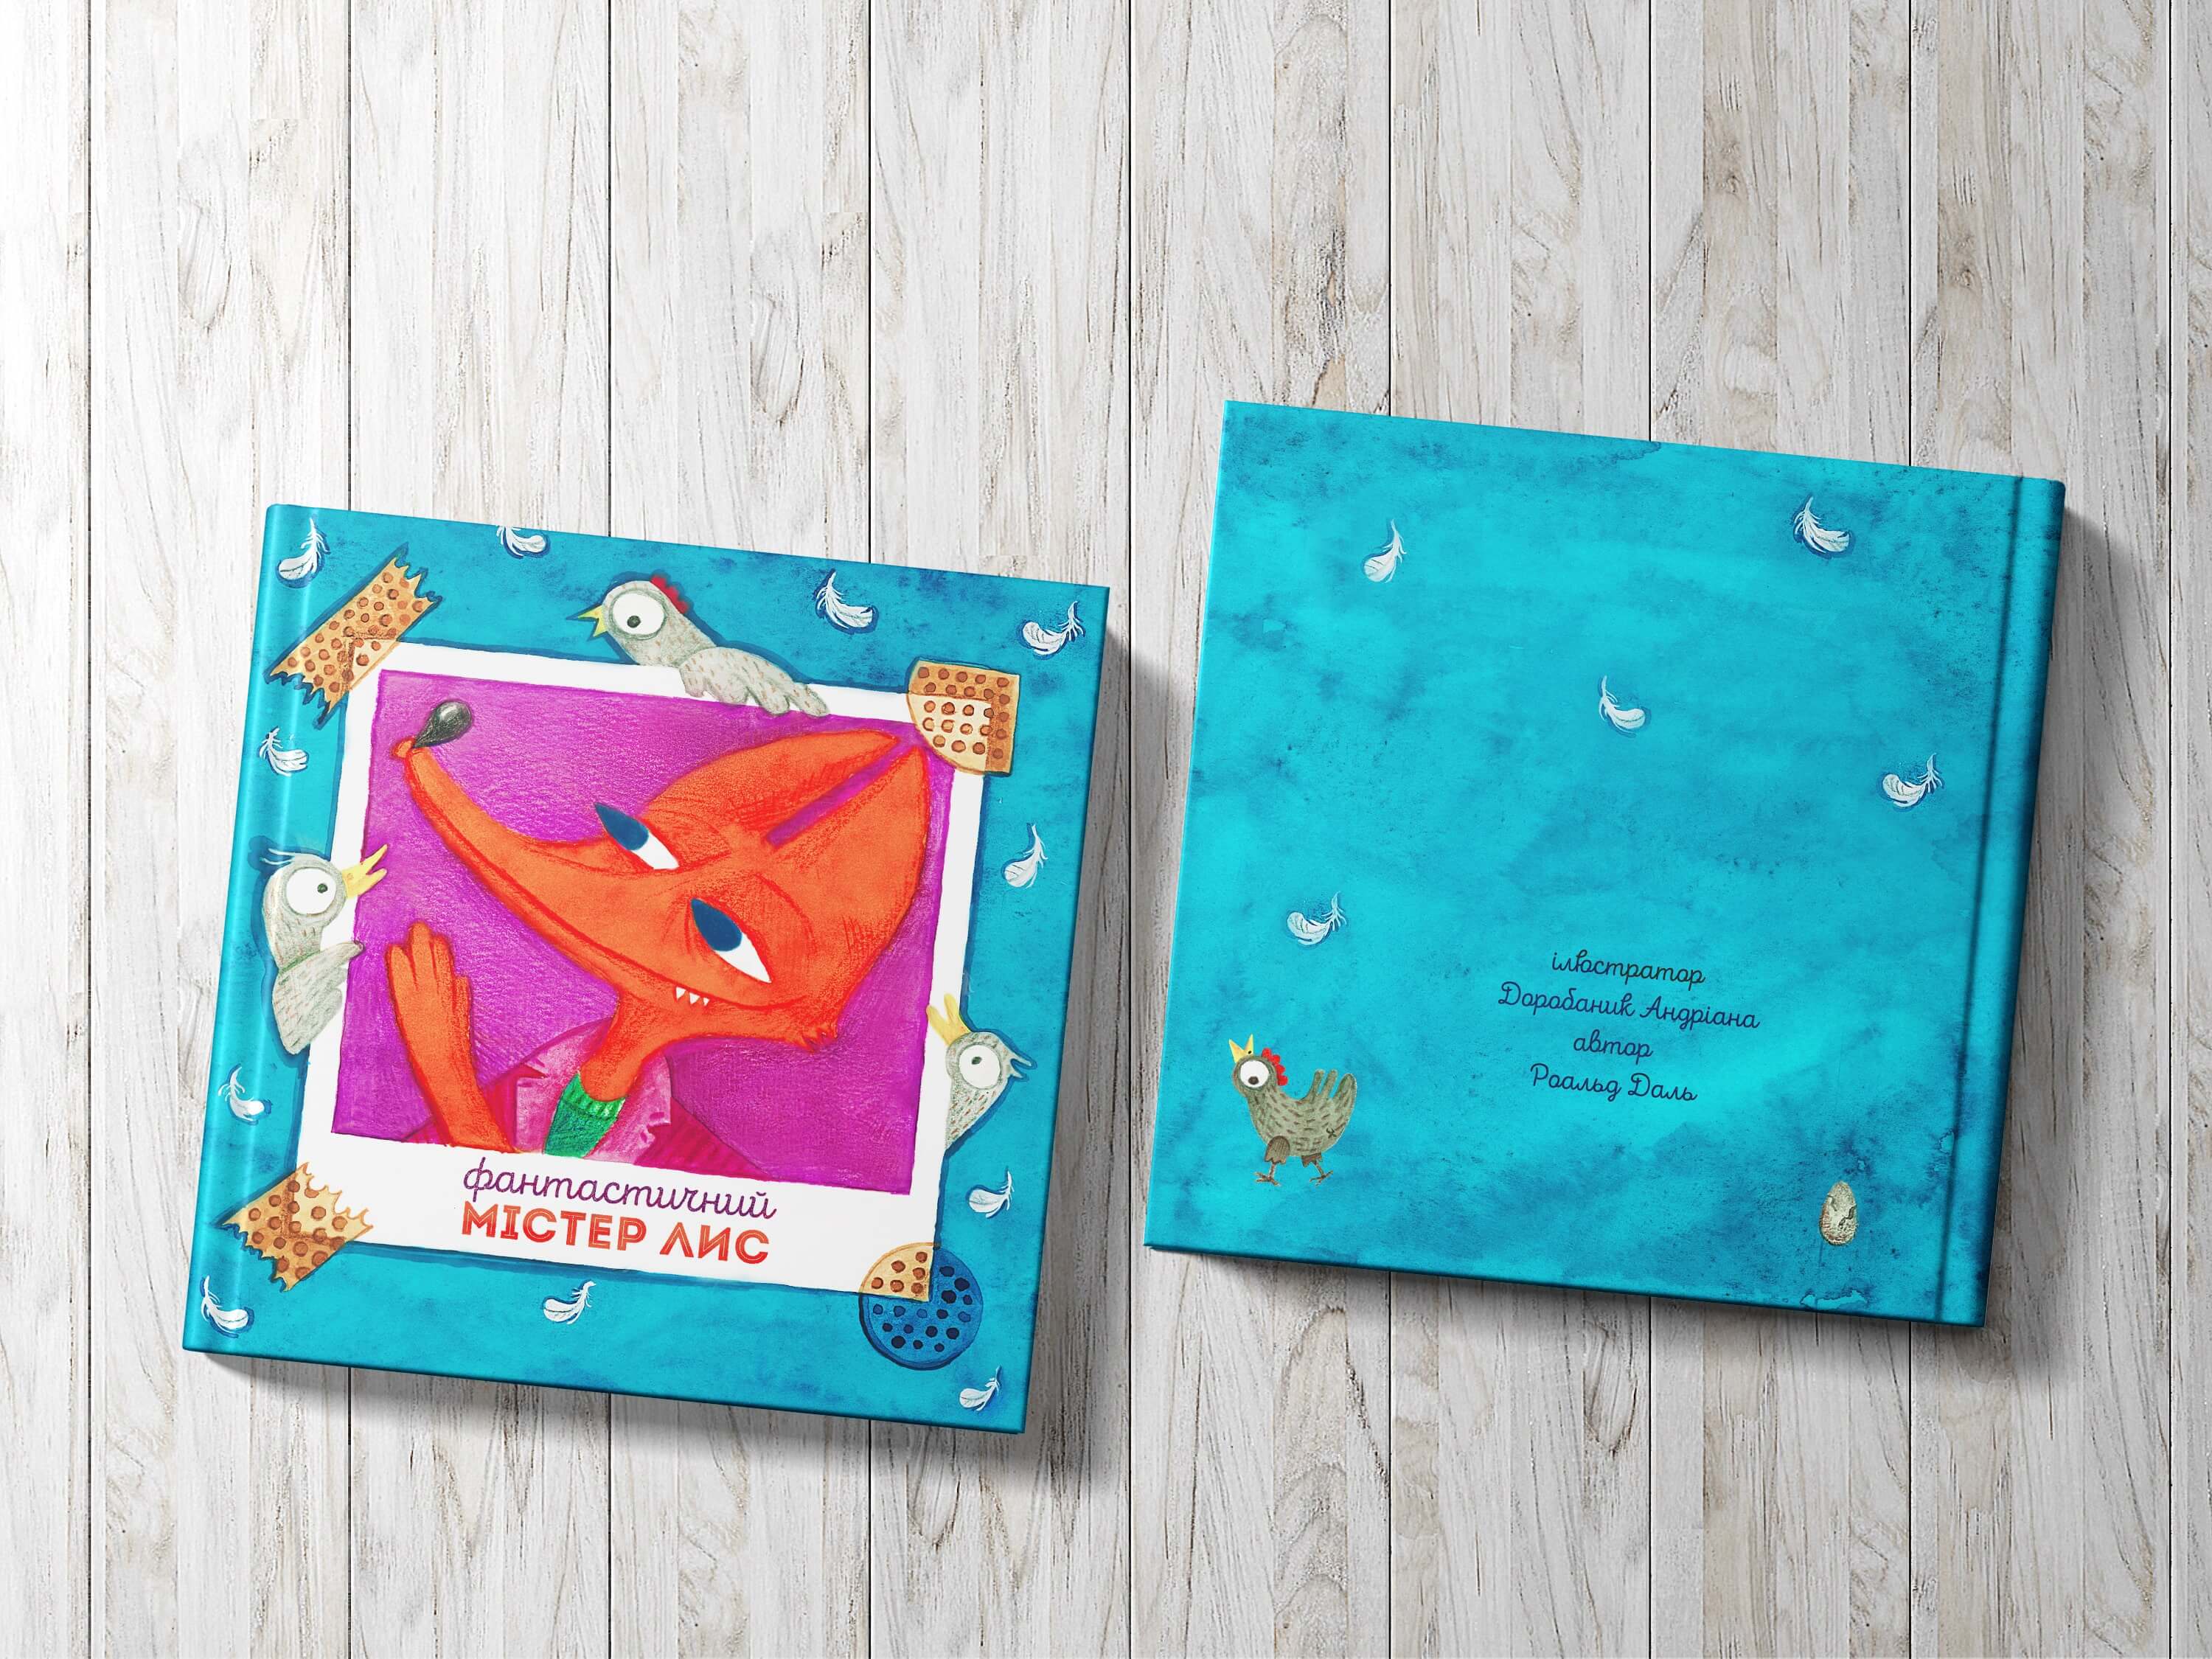 фантастичний
МІСТЕР ЛИС
ілюстратор
Доробаник Андріана
автор
Роальд Даль